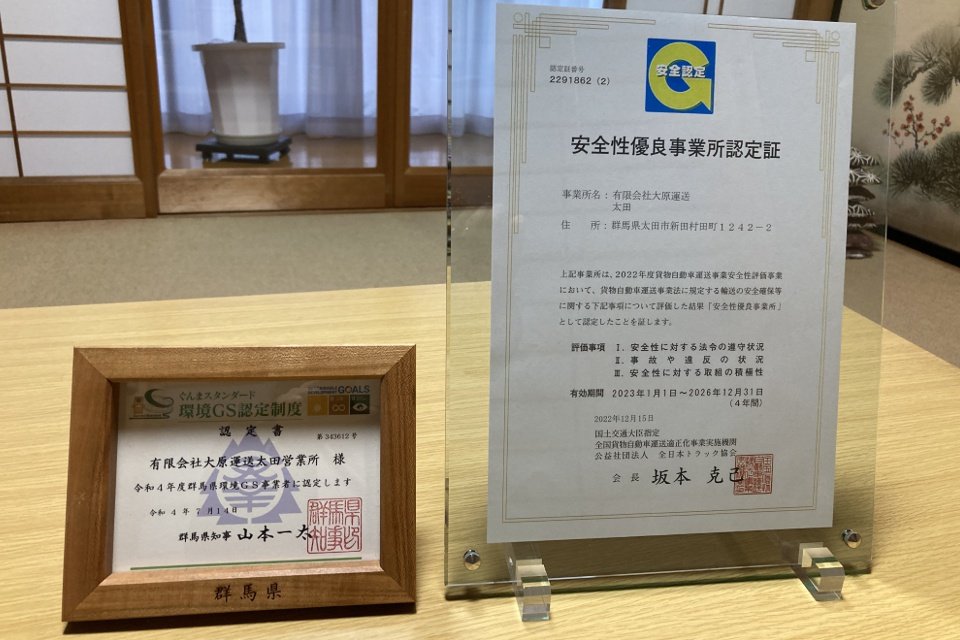 ぐんまスタンダード
環境GS認定制度
GOALS
認定書
第343612号
有限会社大原運送太田営業所 様
令和4年度群馬県環境GS事業者に認定します
令和 4 年 7 月14日
群馬県知事 山本一太
群馬県知事印
群馬県
認定証番号
2291862（2）
安全認定
G
安全性優良事業所認定証
事業所名：有限会社大原運送
太田
住　所：群馬県太田市新田村田町１２４２－２
上記事業所は、2022年度貨物自動車運送事業安全性評価事業
において、貨物自動車運送事業法に規定する輸送の安全確保等
に関する下記事項について評価した結果「安全性優良事業所」
として認定したことを証します。
評価事項　Ⅰ．安全性に対する法令の遵守状況
Ⅱ．事故や違反の状況
Ⅲ．安全性に対する取組の積極性
有効期間　2023年1月1日～2026年12月31日
（4年間）
2022年12月15日
国土交通大臣指定
全国貨物自動車運送適正化事業実施機関
公益社団法人　全日本トラック協会
会長　坂本 克己